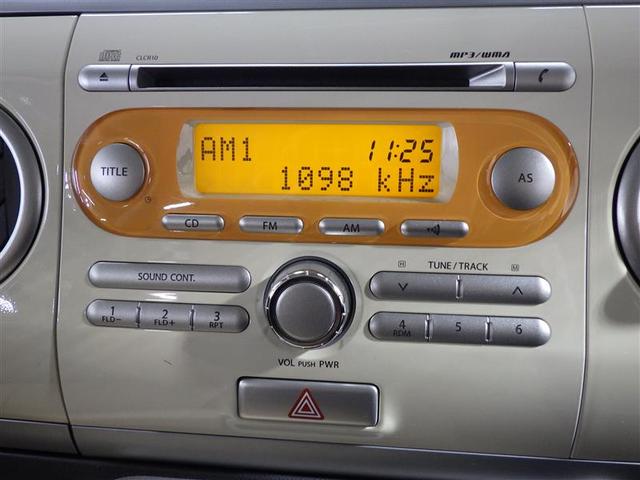 CLCR10 MP3/WMA
AM1 11:25
1098 kHz
TITLE
AS
CD FM AM
SOUND CONT.
H TUNE/TRACK M
1 FLD−
2 FLD+
3 RPT
4 RDM
5
6
VOL PUSH PWR